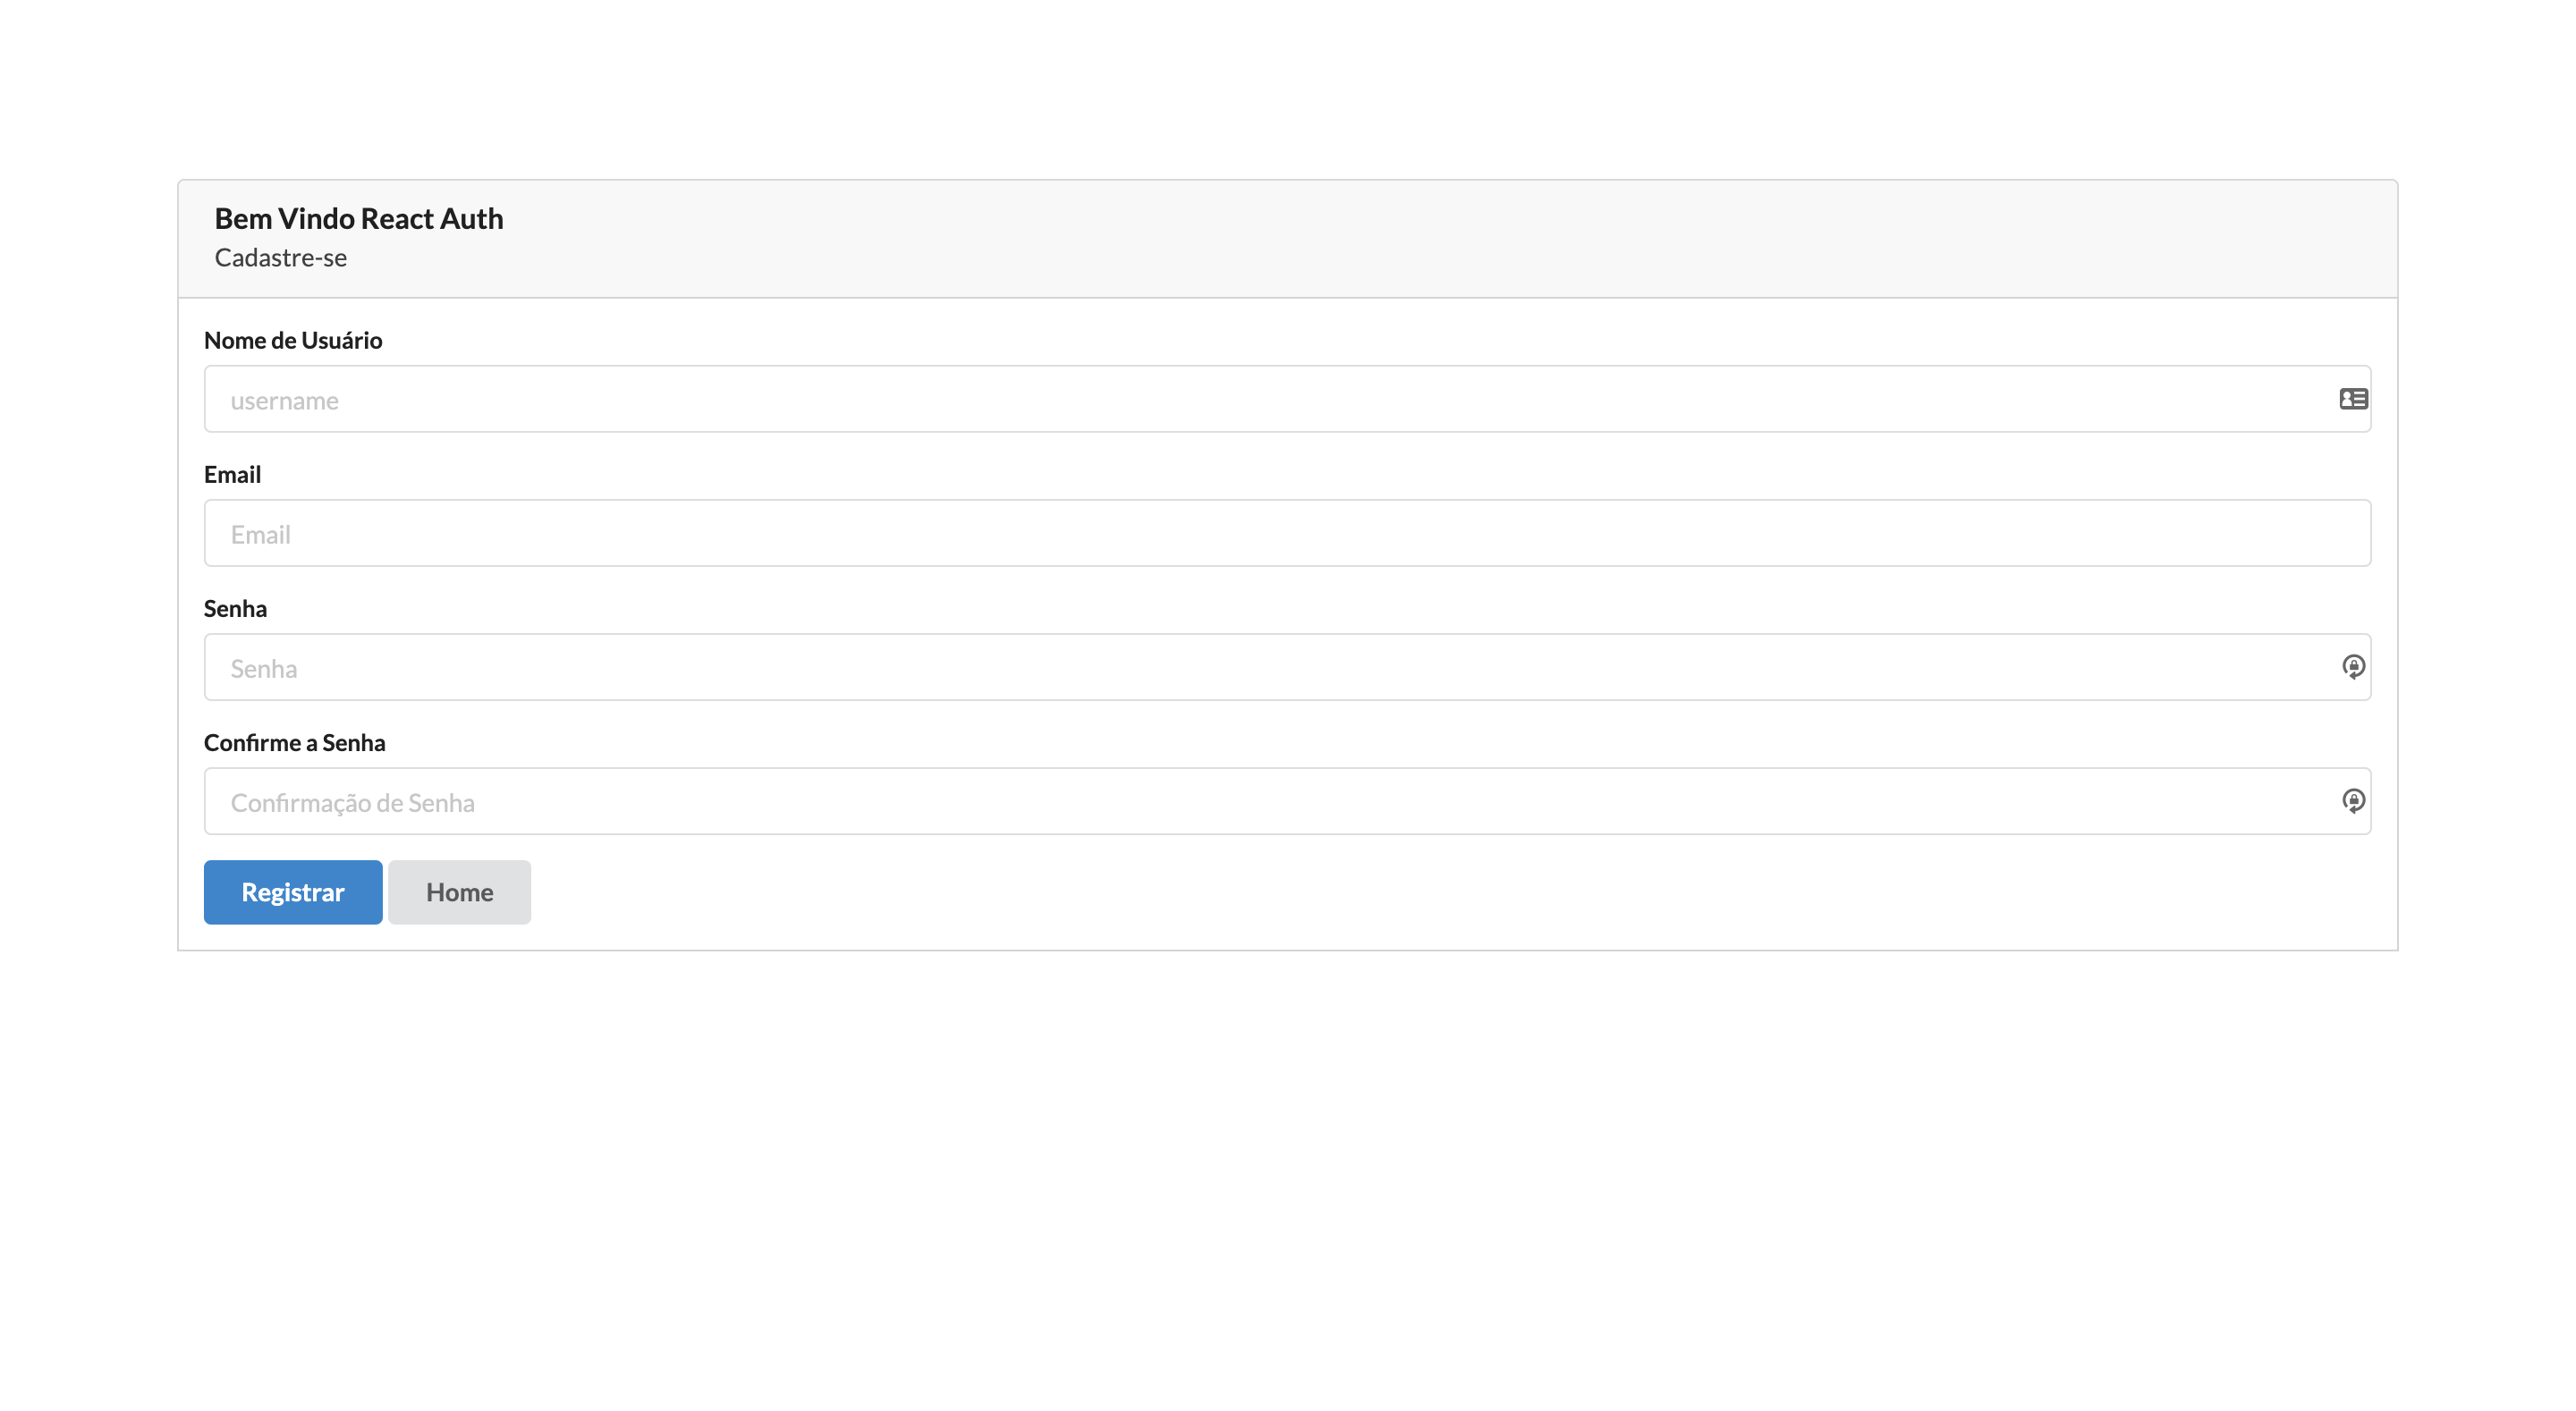 Bem Vindo React Auth
Cadastre-se
Nome de Usuário
username
Email
Email
Senha
Senha
Confirme a Senha
Confirmação de Senha
Registrar Home